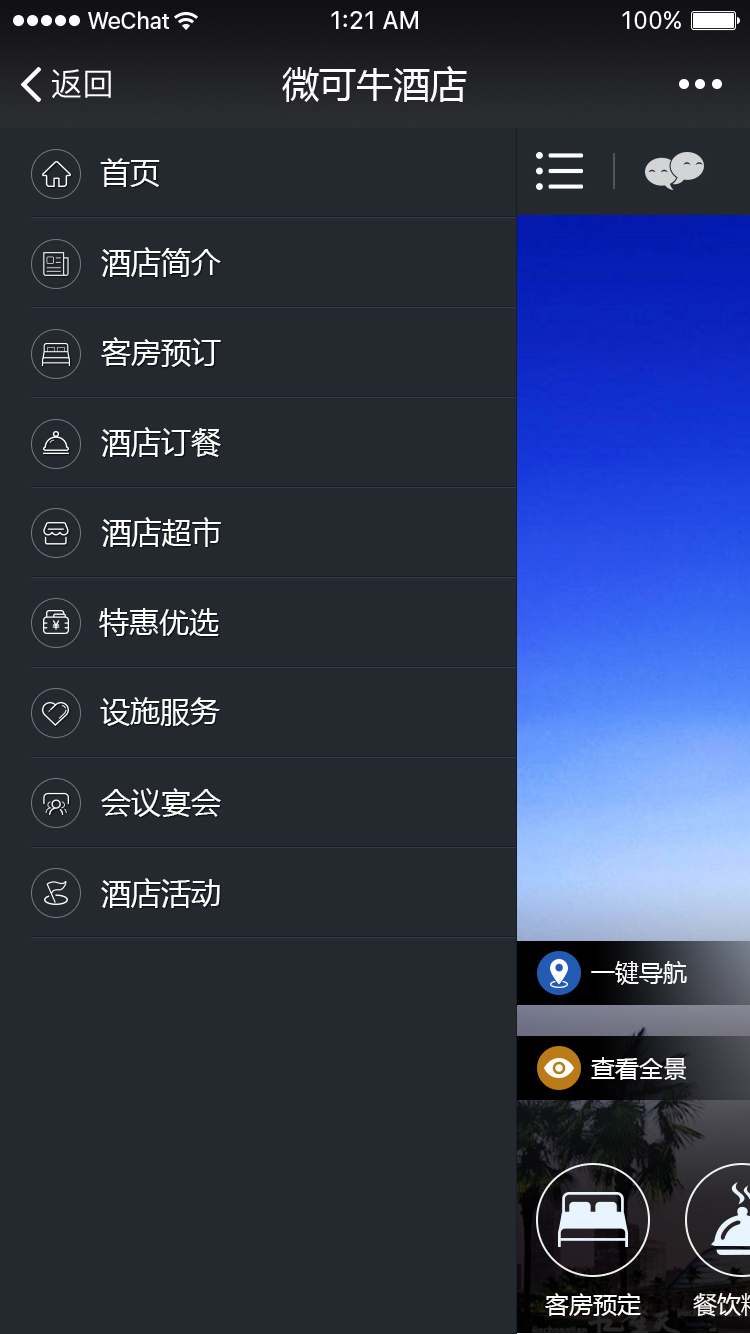 WeChat 1:21 AM 100%
返回 微可牛酒店
首页
酒店简介
客房预订
酒店订餐
酒店超市
特惠优选
设施服务
会议宴会
酒店活动
一键导航
查看全景
客房预定 餐饮